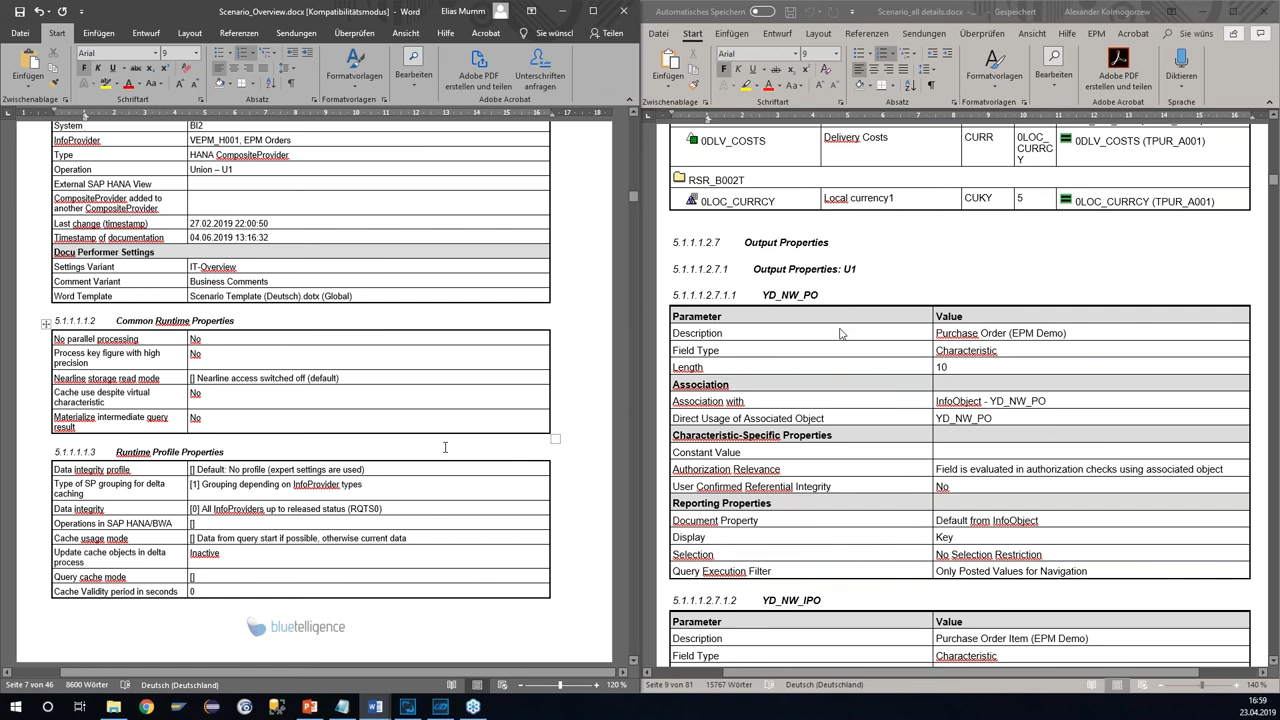 Scenario_Overview.docx [Kompatibilitätsmodus] - Word
Elias Mumm
Datei Start Einfügen Entwurf Layout Referenzen Sendungen Überprüfen Ansicht Hilfe Acrobat Sie wünscl Teilen
Einfügen
Arial 9
Formatvorlagen
Bearbeiten
Adobe PDF erstellen und teilen
Unterschriften anfragen
Zwischenablage Schriftart Absatz Formatvorlagen Adobe Acrobat
System BI2
InfoProvider VEPM_H001, EPM Orders
Type HANA CompositeProvider
Operation Union – U1
External SAP HANA View
CompositeProvider added to
another CompositeProvider
Last change (timestamp) 27.02.2019 22:00:50
Timestamp of documentation 04.06.2019 13:16:32
Docu Performer Settings
Settings Variant IT-Overview
Comment Variant Business Comments
Word Template Scenario Template (Deutsch).dotx (Global)
5.1.1.1.1.2 Common Runtime Properties
No parallel processing No
Process key figure with high No
precision
Nearline storage read mode [] Nearline access switched off (default)
Cache use despite virtual No
characteristic
Materialize intermediate query No
result
5.1.1.1.1.3 Runtime Profile Properties
Data integrity profile [] Default: No profile (expert settings are used)
Type of SP grouping for delta [1] Grouping depending on InfoProvider types
caching
Data integrity [0] All InfoProviders up to released status (RQTS0)
Operations in SAP HANA/BWA []
Cache usage mode [] Data from query start if possible, otherwise current data
Update cache objects in delta Inactive
process
Query cache mode []
Cache Validity period in seconds 0
bluetelligence
Seite 7 von 46 8600 Wörter Deutsch (Deutschland) 120 %
Automatisches Speichern
Scenario_all details.docx - Gespeichert
Alexander Kolmogorzew
Datei Start Einfügen Entwurf Layout Referenzen Sendungen Überprüfen Ansicht Hilfe EPM Acrobat Sie wüns
Einfügen
Arial 9
Formatvorlagen
Bearbeiten
Adobe PDF erstellen und teilen
Diktieren
Zwischenablage Schriftart Absatz Formatvorlagen Adobe Acrobat Sprache
0DLV_COSTS Delivery Costs CURR 0LOC_CURRCY 0DLV_COSTS (TPUR_A001)
RSR_B002T
0LOC_CURRCY Local currency1 CUKY 5 0LOC_CURRCY (TPUR_A001)
5.1.1.1.2.7 Output Properties
5.1.1.1.2.7.1 Output Properties: U1
5.1.1.1.2.7.1.1 YD_NW_PO
Parameter Value
Description Purchase Order (EPM Demo)
Field Type Characteristic
Length 10
Association
Association with InfoObject - YD_NW_PO
Direct Usage of Associated Object YD_NW_PO
Characteristic-Specific Properties
Constant Value
Authorization Relevance Field is evaluated in authorization checks using associated object
User Confirmed Referential Integrity No
Reporting Properties
Document Property Default from InfoObject
Display Key
Selection No Selection Restriction
Query Execution Filter Only Posted Values for Navigation
5.1.1.1.2.7.1.2 YD_NW_IPO
Parameter Value
Description Purchase Order Item (EPM Demo)
Field Type Characteristic
Seite 9 von 81 15767 Wörter Deutsch (Deutschland) 140 %
16:59
23.04.2019